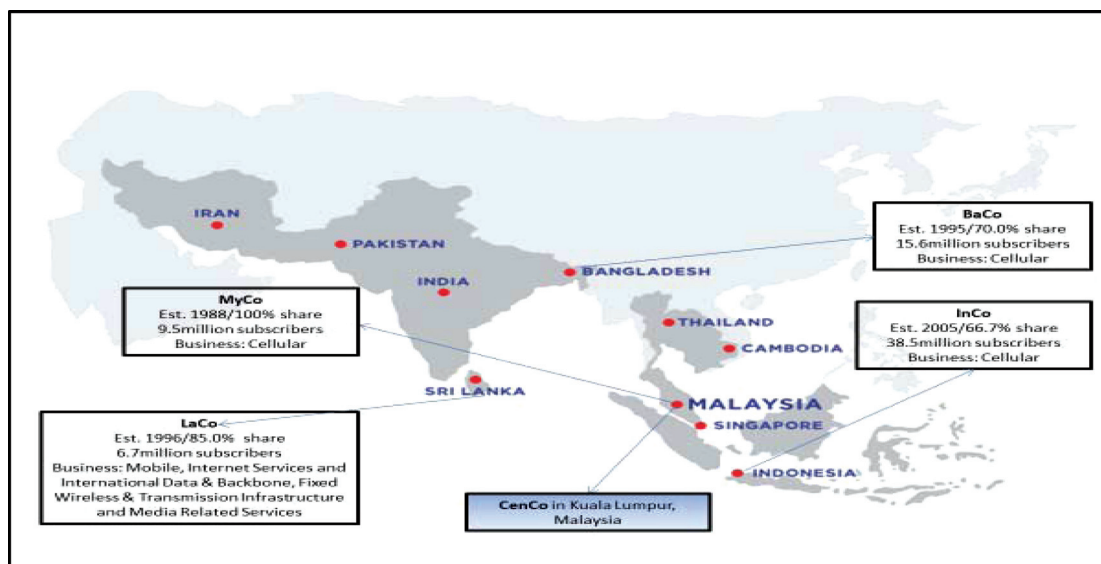 IRAN
PAKISTAN
INDIA
BANGLADESH
THAILAND
CAMBODIA
SRI LANKA
MALAYSIA
SINGAPORE
INDONESIA
BaCo
Est. 1995/70.0% share
15.6million subscribers
Business: Cellular
MyCo
Est. 1988/100% share
9.5million subscribers
Business: Cellular
InCo
Est. 2005/66.7% share
38.5million subscribers
Business: Cellular
LaCo
Est. 1996/85.0% share
6.7million subscribers
Business: Mobile, Internet Services and
International Data & Backbone, Fixed
Wireless & Transmission Infrastructure
and Media Related Services
CenCo in Kuala Lumpur,
Malaysia